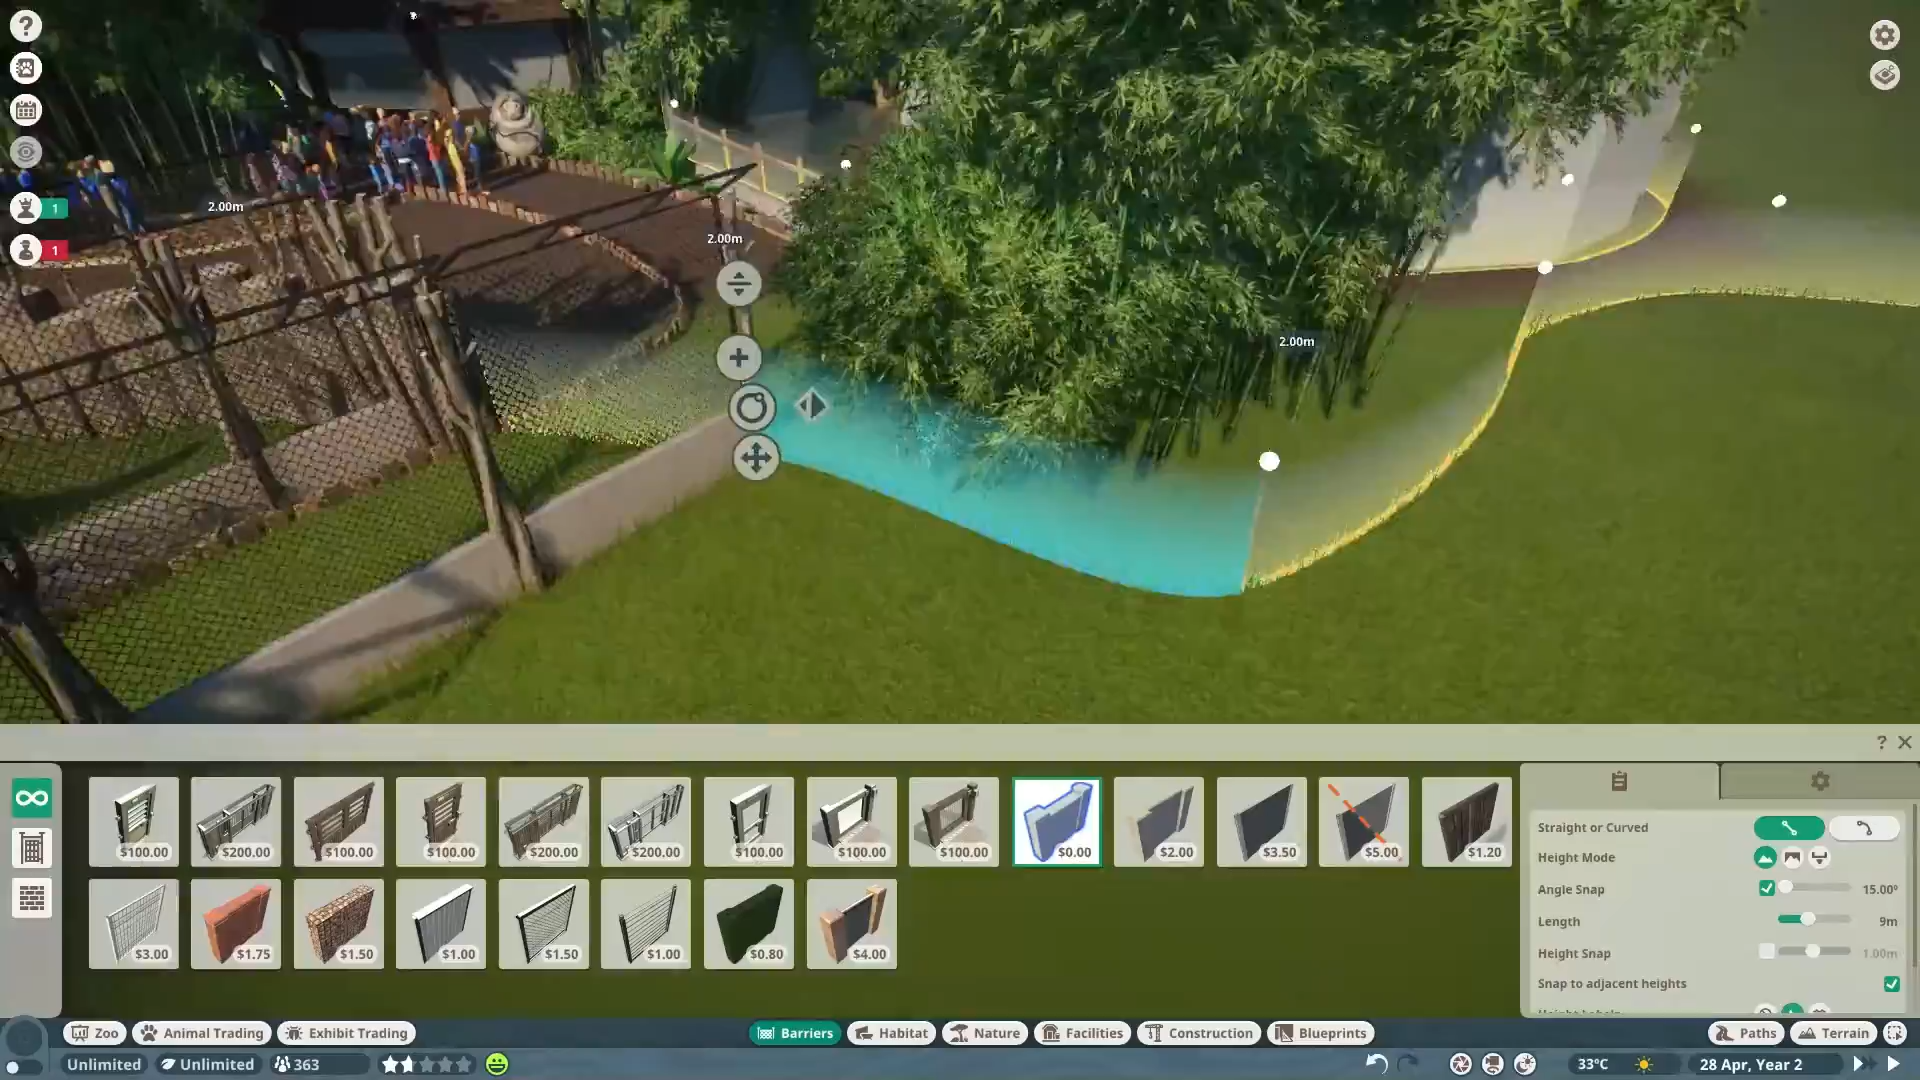 ?
1
1
2.00m
2.00m
2.00m
?
$100.00
$200.00
$100.00
$100.00
$200.00
$200.00
$100.00
$100.00
$100.00
$0.00
$2.00
$3.50
$5.00
$1.20
$3.00
$1.75
$1.50
$1.00
$1.50
$1.00
$0.80
$4.00
Straight or Curved
Height Mode
Angle Snap 15.00°
Length 9m
Height Snap 1.00m
Snap to adjacent heights
Zoo Animal Trading Exhibit Trading Barriers Habitat Nature Facilities Construction Blueprints Paths Terrain
Unlimited Unlimited 363 33°C 28 Apr, Year 2